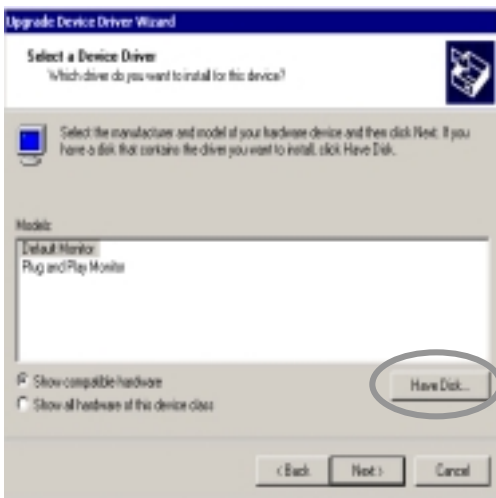 Upgrade Device Driver Wizard
Select a Device Driver
Which driver do you want to install for this device?
Select the manufacturer and model of your hardware device and then click Next. If you
have a disk that contains the driver you want to install, click Have Disk.
Models:
Default Monitor
Plug and Play Monitor
Show compatible hardware
Have Disk...
Show all hardware of this device class
< Back
Next >
Cancel